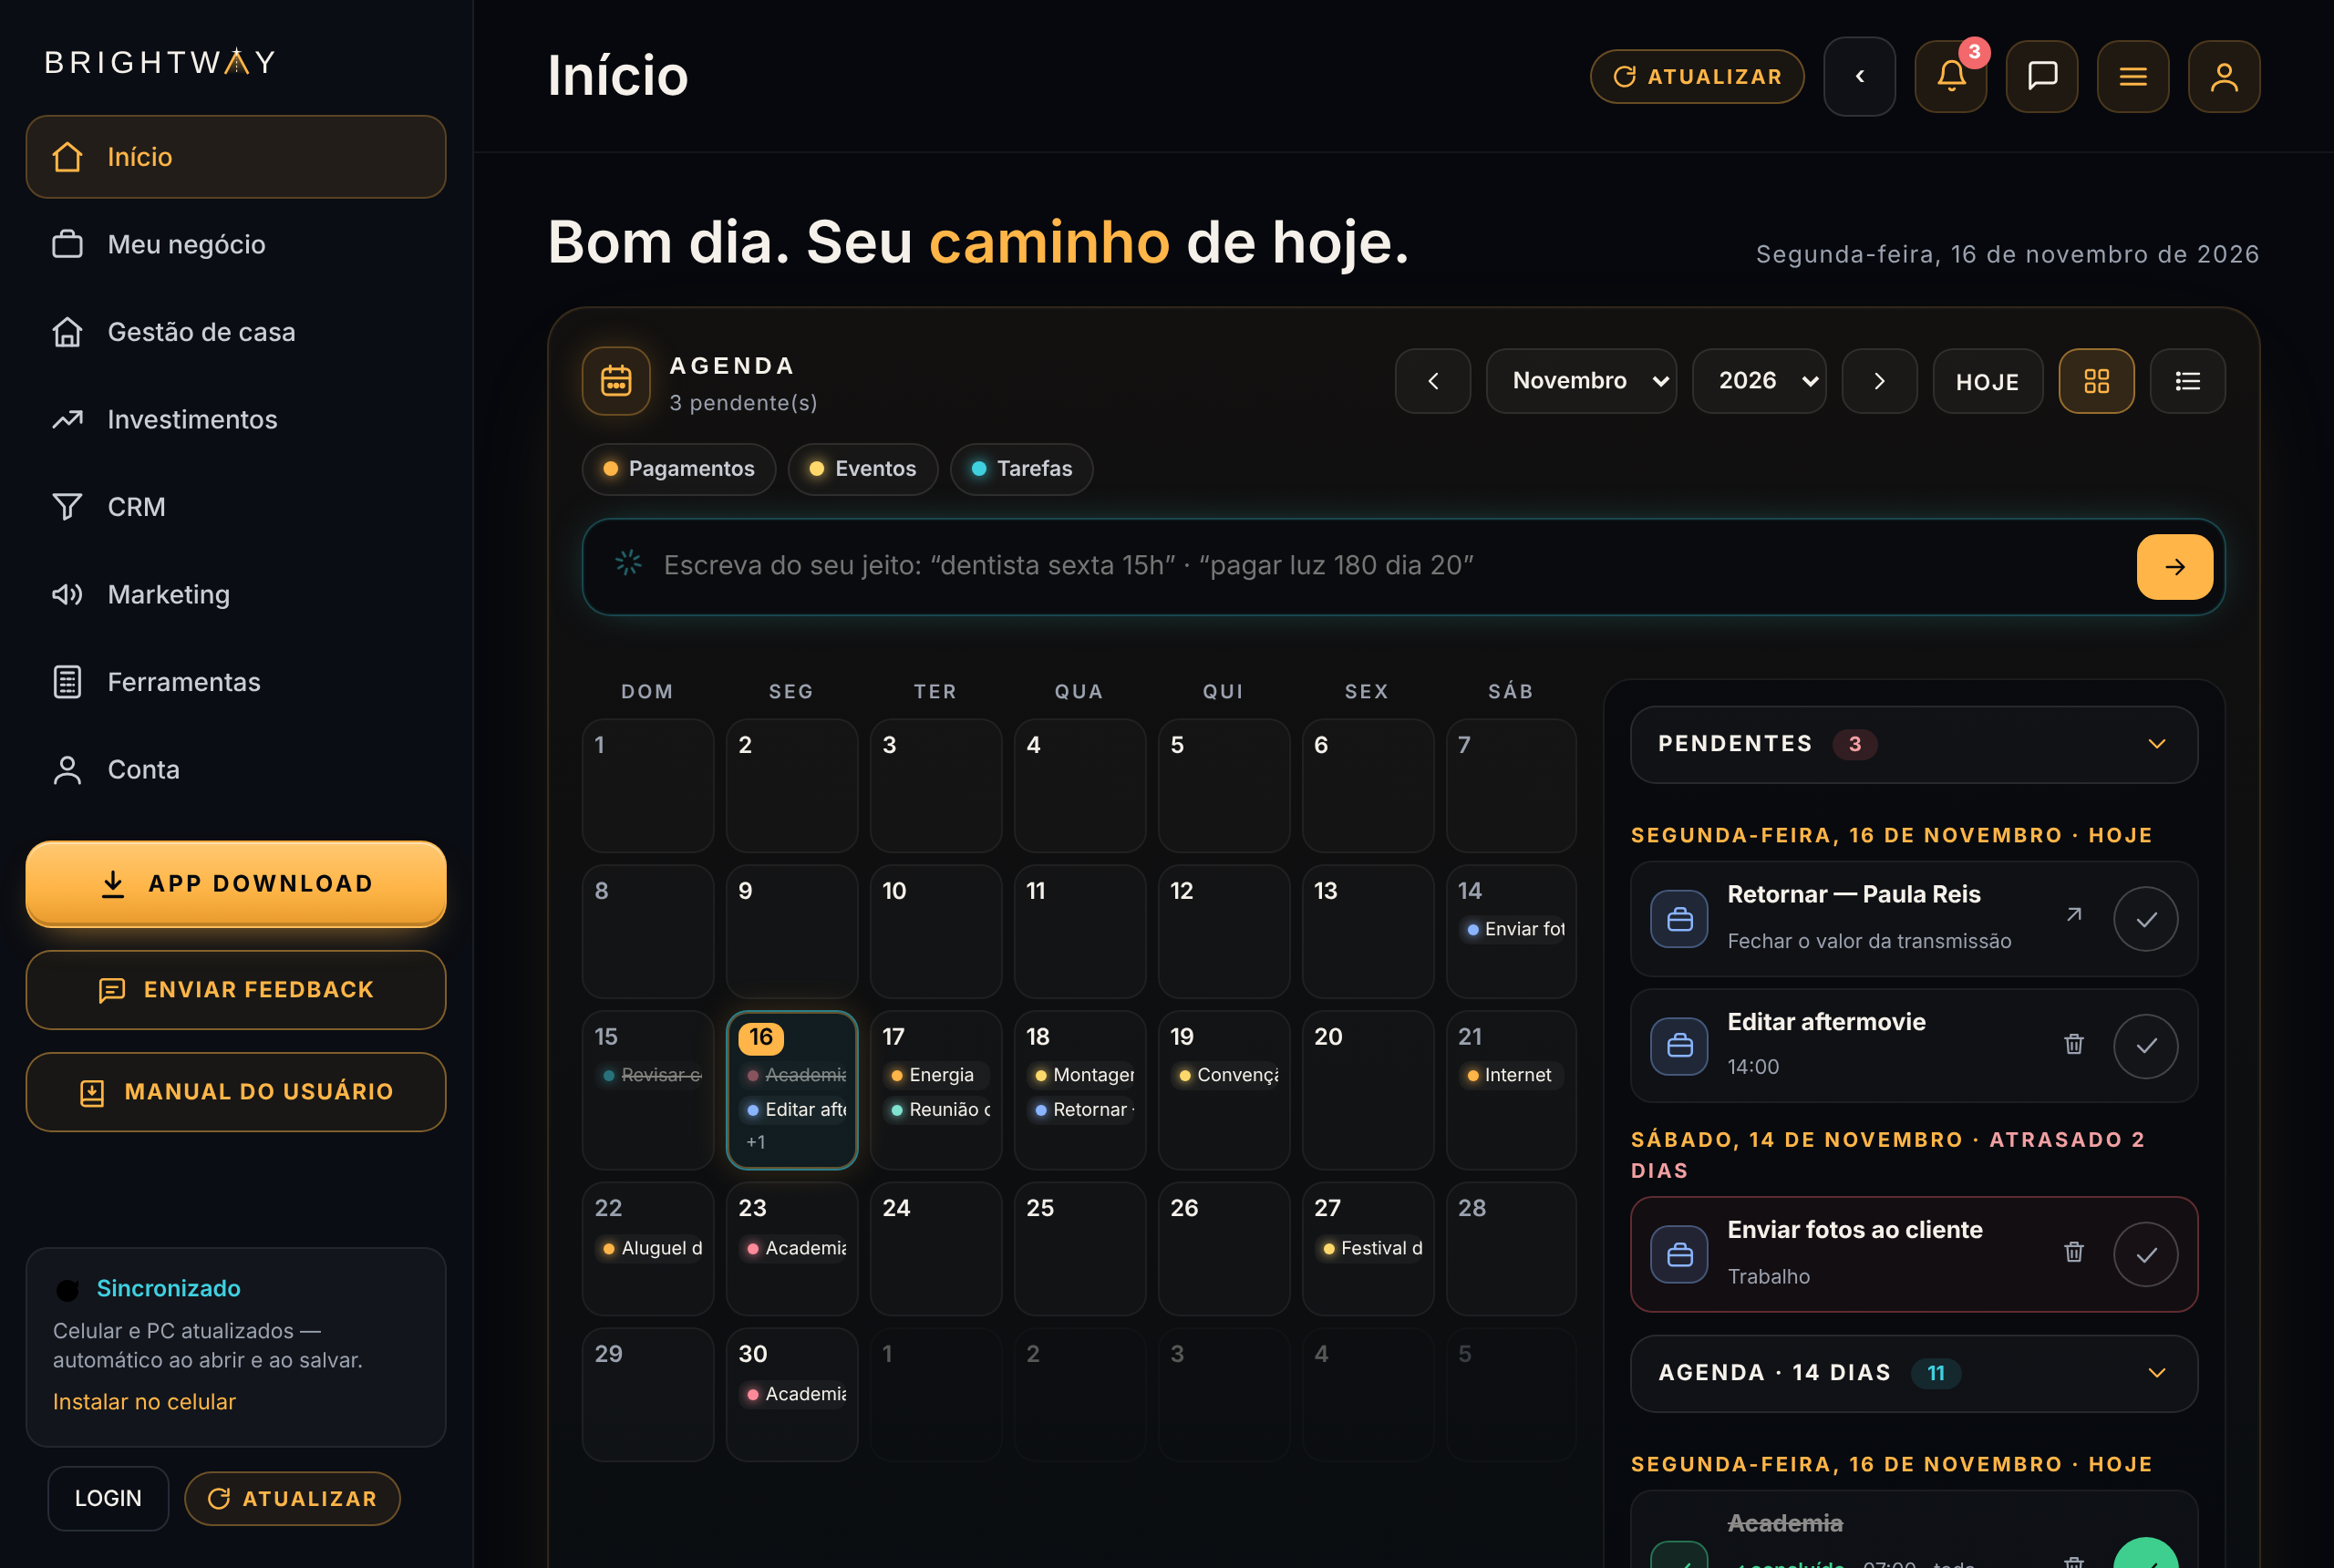 BRIGHTWAY
Início
Meu negócio
Gestão de casa
Investimentos
CRM
Marketing
Ferramentas
Conta
APP DOWNLOAD
ENVIAR FEEDBACK
MANUAL DO USUÁRIO
Sincronizado
Celular e PC atualizados —
automático ao abrir e ao salvar.
Instalar no celular
LOGIN
ATUALIZAR
Início
ATUALIZAR
‹
3
Bom dia. Seu caminho de hoje.
Segunda-feira, 16 de novembro de 2026
AGENDA
3 pendente(s)
Novembro
2026
HOJE
Pagamentos
Eventos
Tarefas
Escreva do seu jeito: “dentista sexta 15h” · “pagar luz 180 dia 20”
DOM SEG TER QUA QUI SEX SÁB
1 2 3 4 5 6 7
8 9 10 11 12 13 14
Enviar fot
15 16 17 18 19 20 21
Revisar c Academia Energia Montager Convençã Internet
Editar afte Reunião c Retornar ·
+1
22 23 24 25 26 27 28
Aluguel d Academia Festival d
29 30 1 2 3 4 5
Academia
PENDENTES 3
SEGUNDA-FEIRA, 16 DE NOVEMBRO · HOJE
Retornar — Paula Reis
Fechar o valor da transmissão
Editar aftermovie
14:00
SÁBADO, 14 DE NOVEMBRO · ATRASADO 2
DIAS
Enviar fotos ao cliente
Trabalho
AGENDA · 14 DIAS 11
SEGUNDA-FEIRA, 16 DE NOVEMBRO · HOJE
Academia